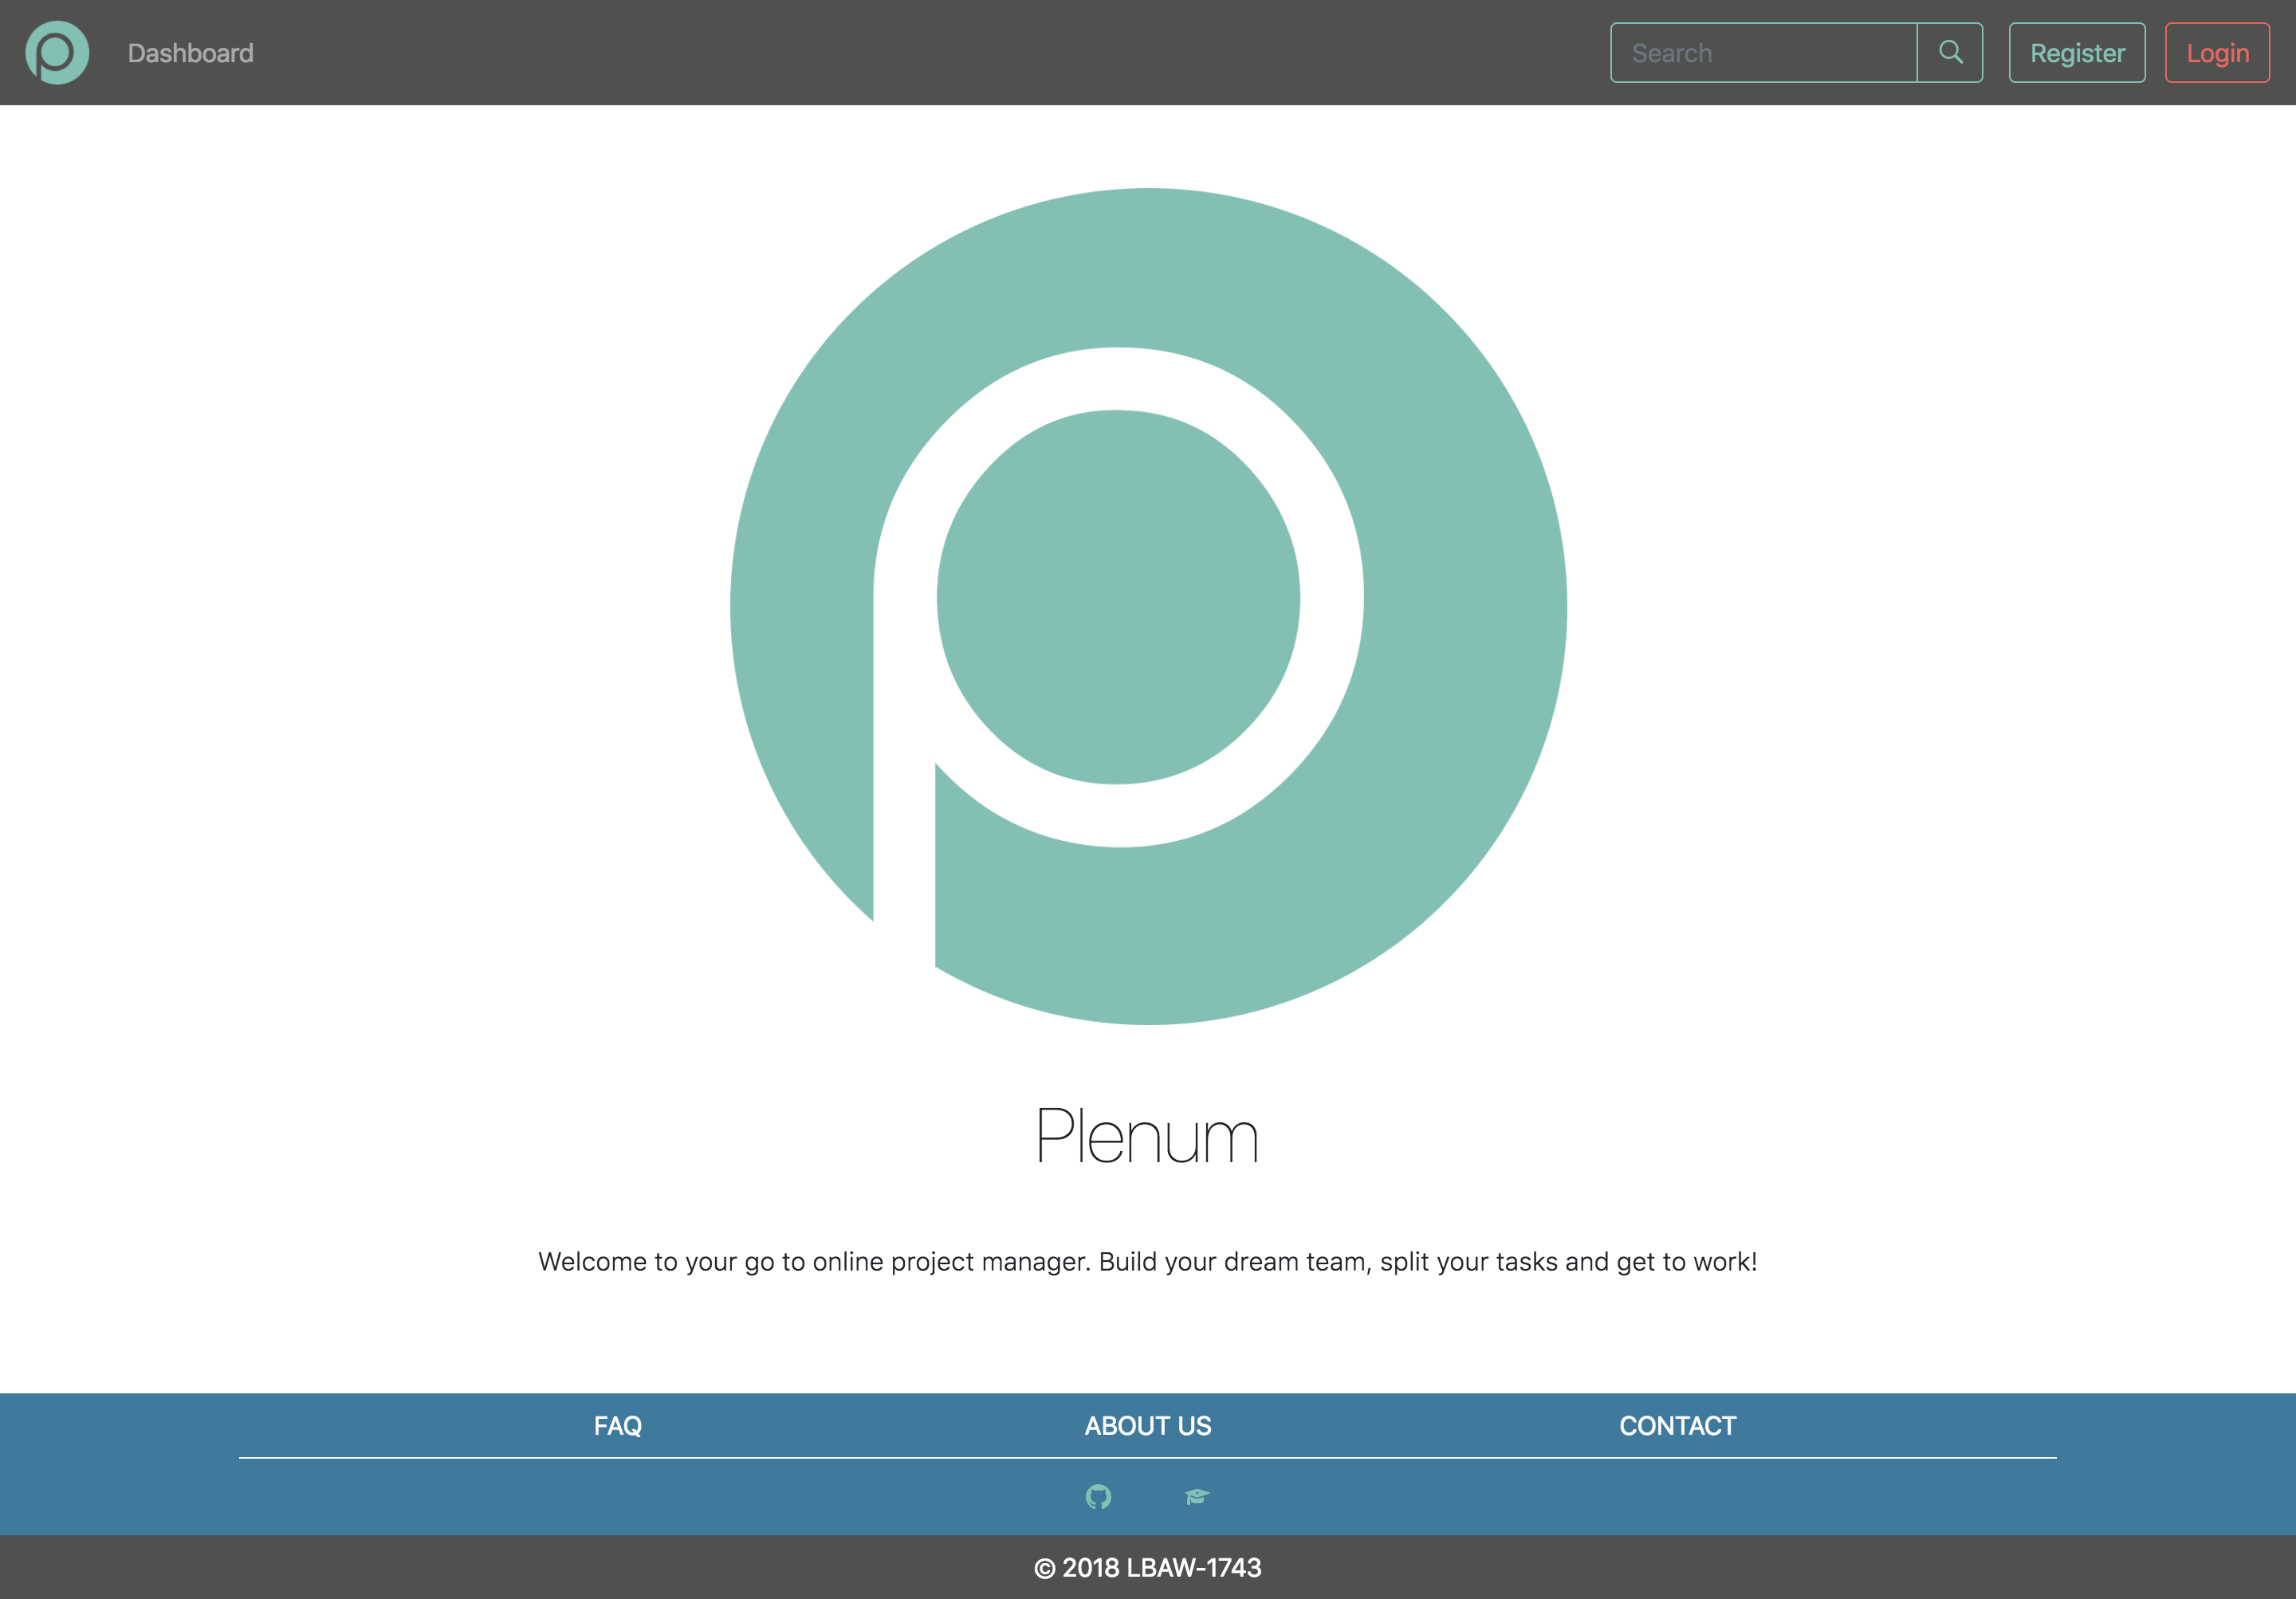 Dashboard
Search
Register
Login
Plenum
Welcome to your go to online project manager. Build your dream team, split your tasks and get to work!
FAQ
ABOUT US
CONTACT
© 2018 LBAW-1743